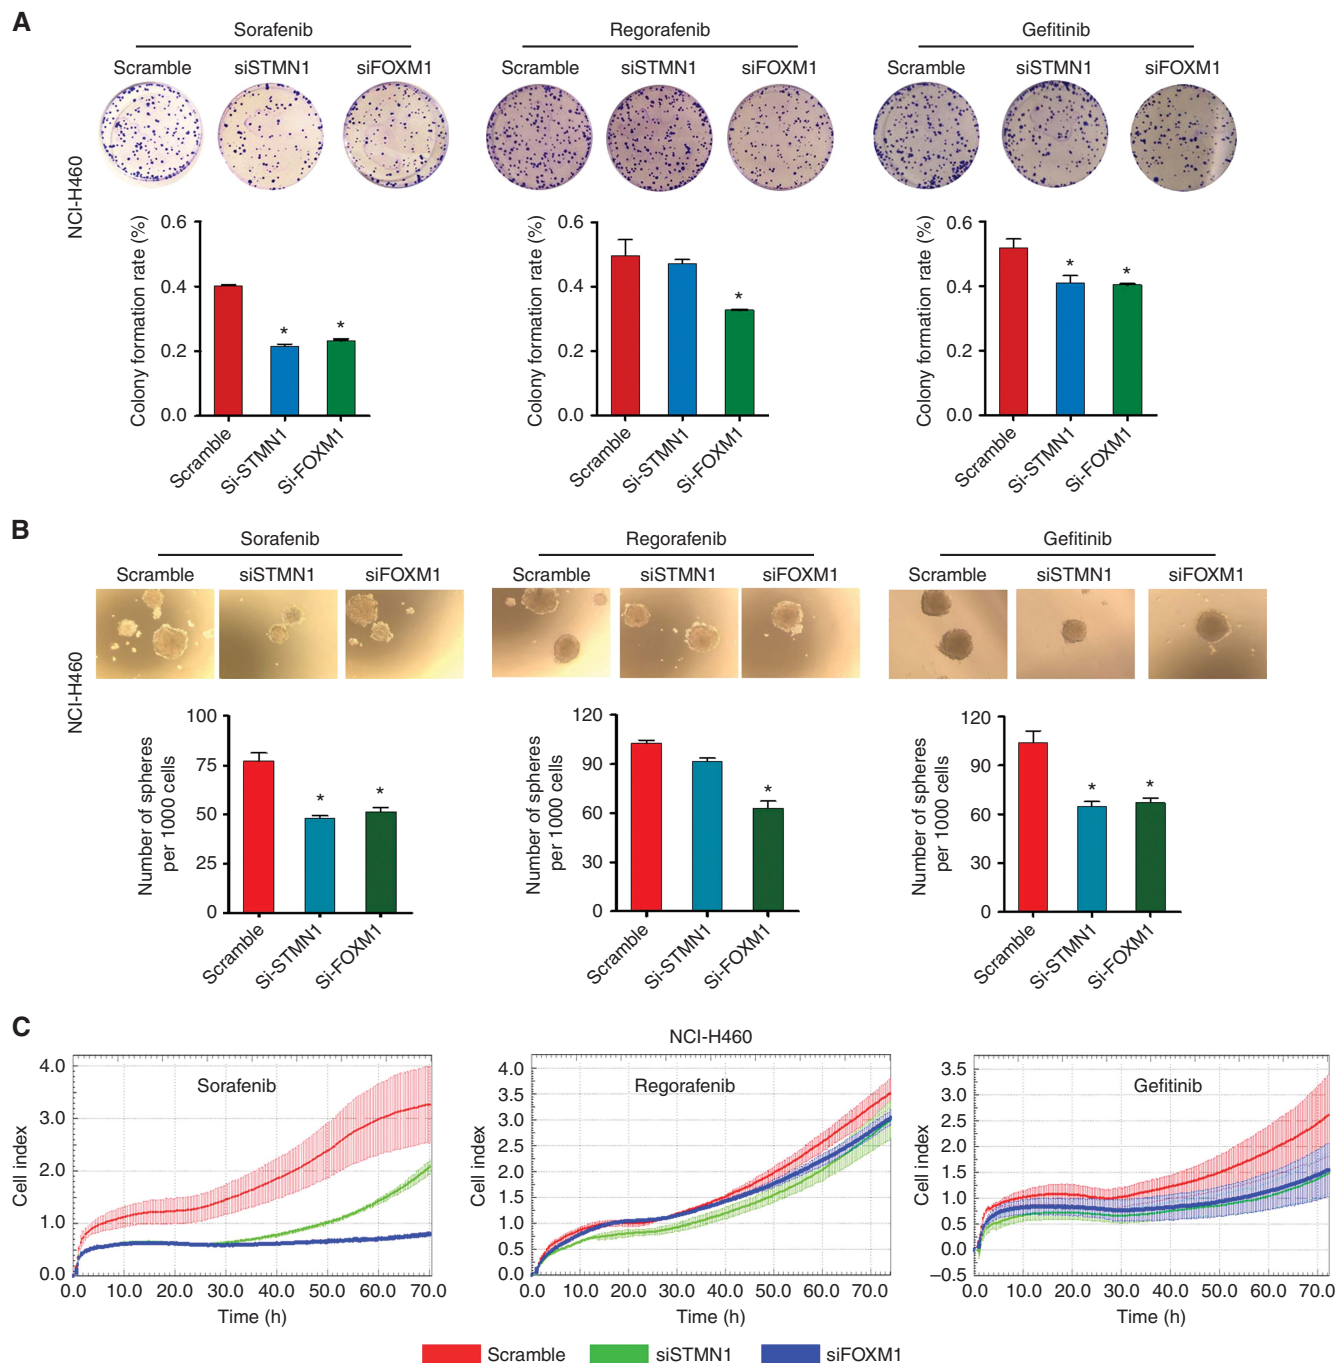 A
Sorafenib
Regorafenib
Gefitinib
Scramble siSTMN1 siFOXM1
Scramble siSTMN1 siFOXM1
Scramble siSTMN1 siFOXM1
NCI-H460
Colony formation rate (%)
0.6
0.4
0.2
0.0
* *
Scramble
Si-STMN1
Si-FOXM1
Colony formation rate (%)
0.6
0.4
0.2
0.0
*
Scramble
Si-STMN1
Si-FOXM1
Colony formation rate (%)
0.6
0.4
0.2
0.0
* *
Scramble
Si-STMN1
Si-FOXM1
B
Sorafenib
Regorafenib
Gefitinib
Scramble siSTMN1 siFOXM1
Scramble siSTMN1 siFOXM1
Scramble siSTMN1 siFOXM1
NCI-H460
Number of spheres
per 1000 cells
100
75
50
25
0
* *
Scramble
Si-STMN1
Si-FOXM1
Number of spheres
per 1000 cells
120
90
60
30
0
*
Scramble
Si-STMN1
Si-FOXM1
Number of spheres
per 1000 cells
120
90
60
30
0
* *
Scramble
Si-STMN1
Si-FOXM1
C
NCI-H460
Sorafenib
Cell index
4.0
3.0
2.0
1.0
0.0
0.0 10.0 20.0 30.0 40.0 50.0 60.0 70.0
Time (h)
Regorafenib
Cell index
4.0
3.5
3.0
2.5
2.0
1.5
1.0
0.5
0.0
0.0 10.0 20.0 30.0 40.0 50.0 60.0 70.0
Time (h)
Gefitinib
Cell index
3.5
3.0
2.5
2.0
1.5
1.0
0.5
0.0
−0.5
0.0 10.0 20.0 30.0 40.0 50.0 60.0 70.0
Time (h)
Scramble siSTMN1 siFOXM1